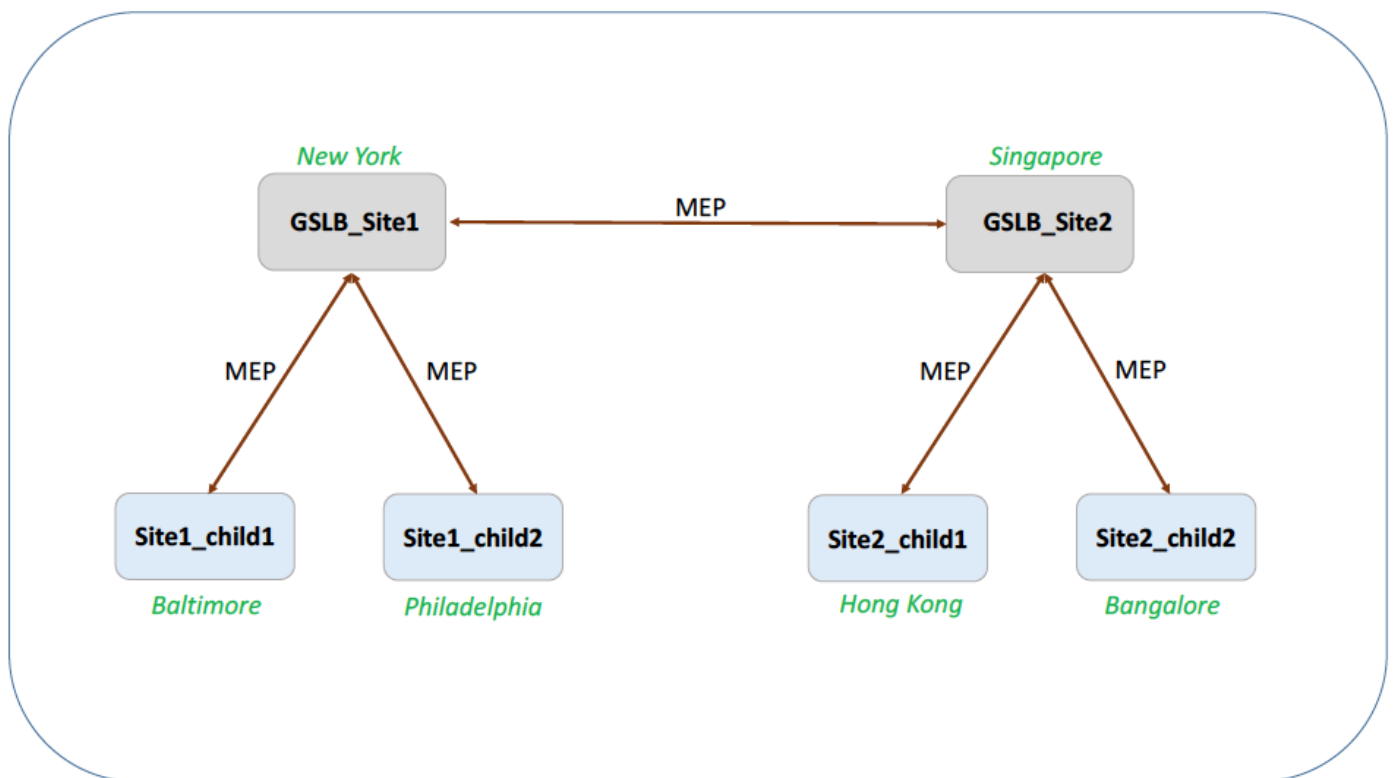 New York
Singapore
GSLB_Site1
MEP
GSLB_Site2
MEP
MEP
MEP
MEP
Site1_child1
Site1_child2
Site2_child1
Site2_child2
Baltimore
Philadelphia
Hong Kong
Bangalore